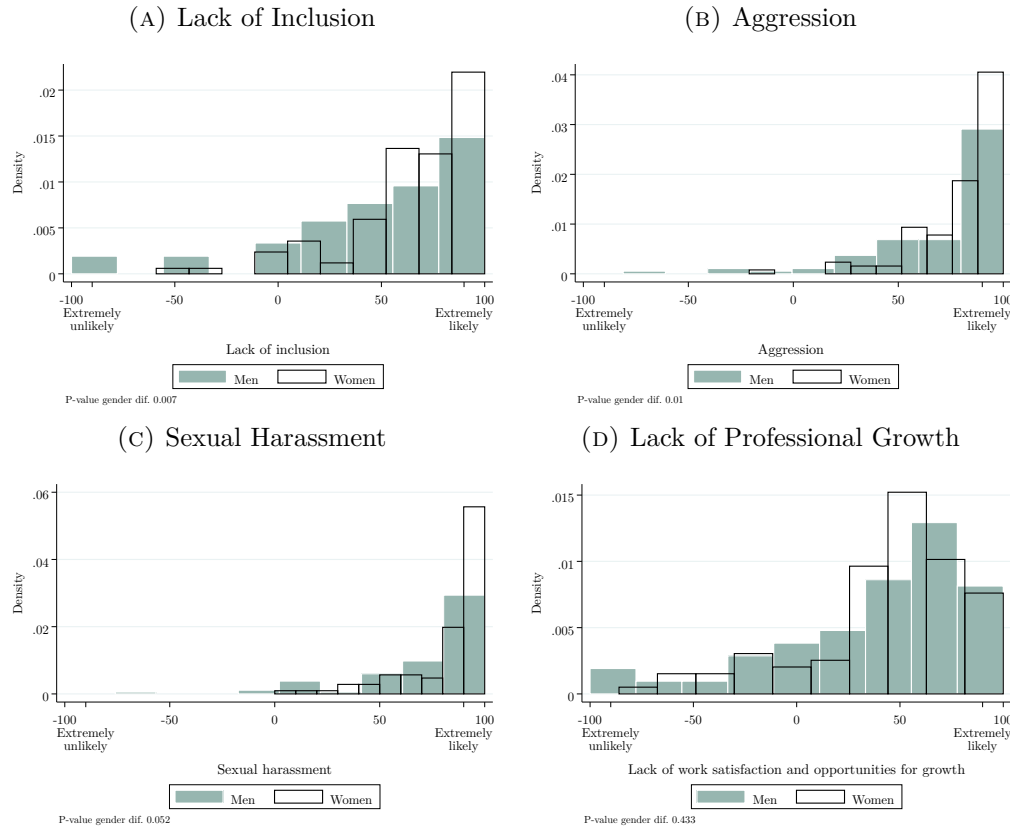 (A) Lack of Inclusion
Density
.02
.015
.01
.005
0
-100 -50 0 50 100
Extremely unlikely Extremely likely
Lack of inclusion
Men Women
P-value gender dif. 0.007
(B) Aggression
Density
.04
.03
.02
.01
0
-100 -50 0 50 100
Extremely unlikely Extremely likely
Aggression
Men Women
P-value gender dif. 0.01
(C) Sexual Harassment
Density
.06
.04
.02
0
-100 -50 0 50 100
Extremely unlikely Extremely likely
Sexual harassment
Men Women
P-value gender dif. 0.052
(D) Lack of Professional Growth
Density
.015
.01
.005
0
-100 -50 0 50 100
Extremely unlikely Extremely likely
Lack of work satisfaction and opportunities for growth
Men Women
P-value gender dif. 0.433